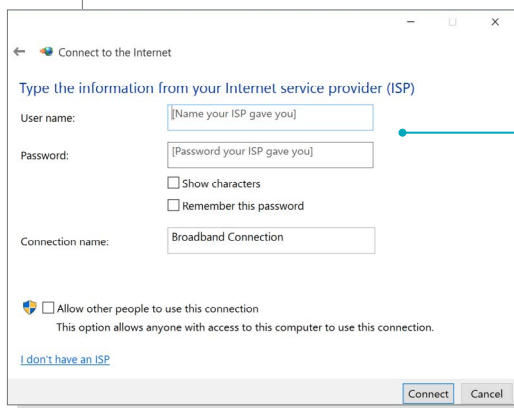 Connect to the Internet
Type the information from your Internet service provider (ISP)
User name:
[Name your ISP gave you]
Password:
[Password your ISP gave you]
Show characters
Remember this password
Connection name:
Broadband Connection
Allow other people to use this connection
This option allows anyone with access to this computer to use this connection.
I don't have an ISP
Connect
Cancel